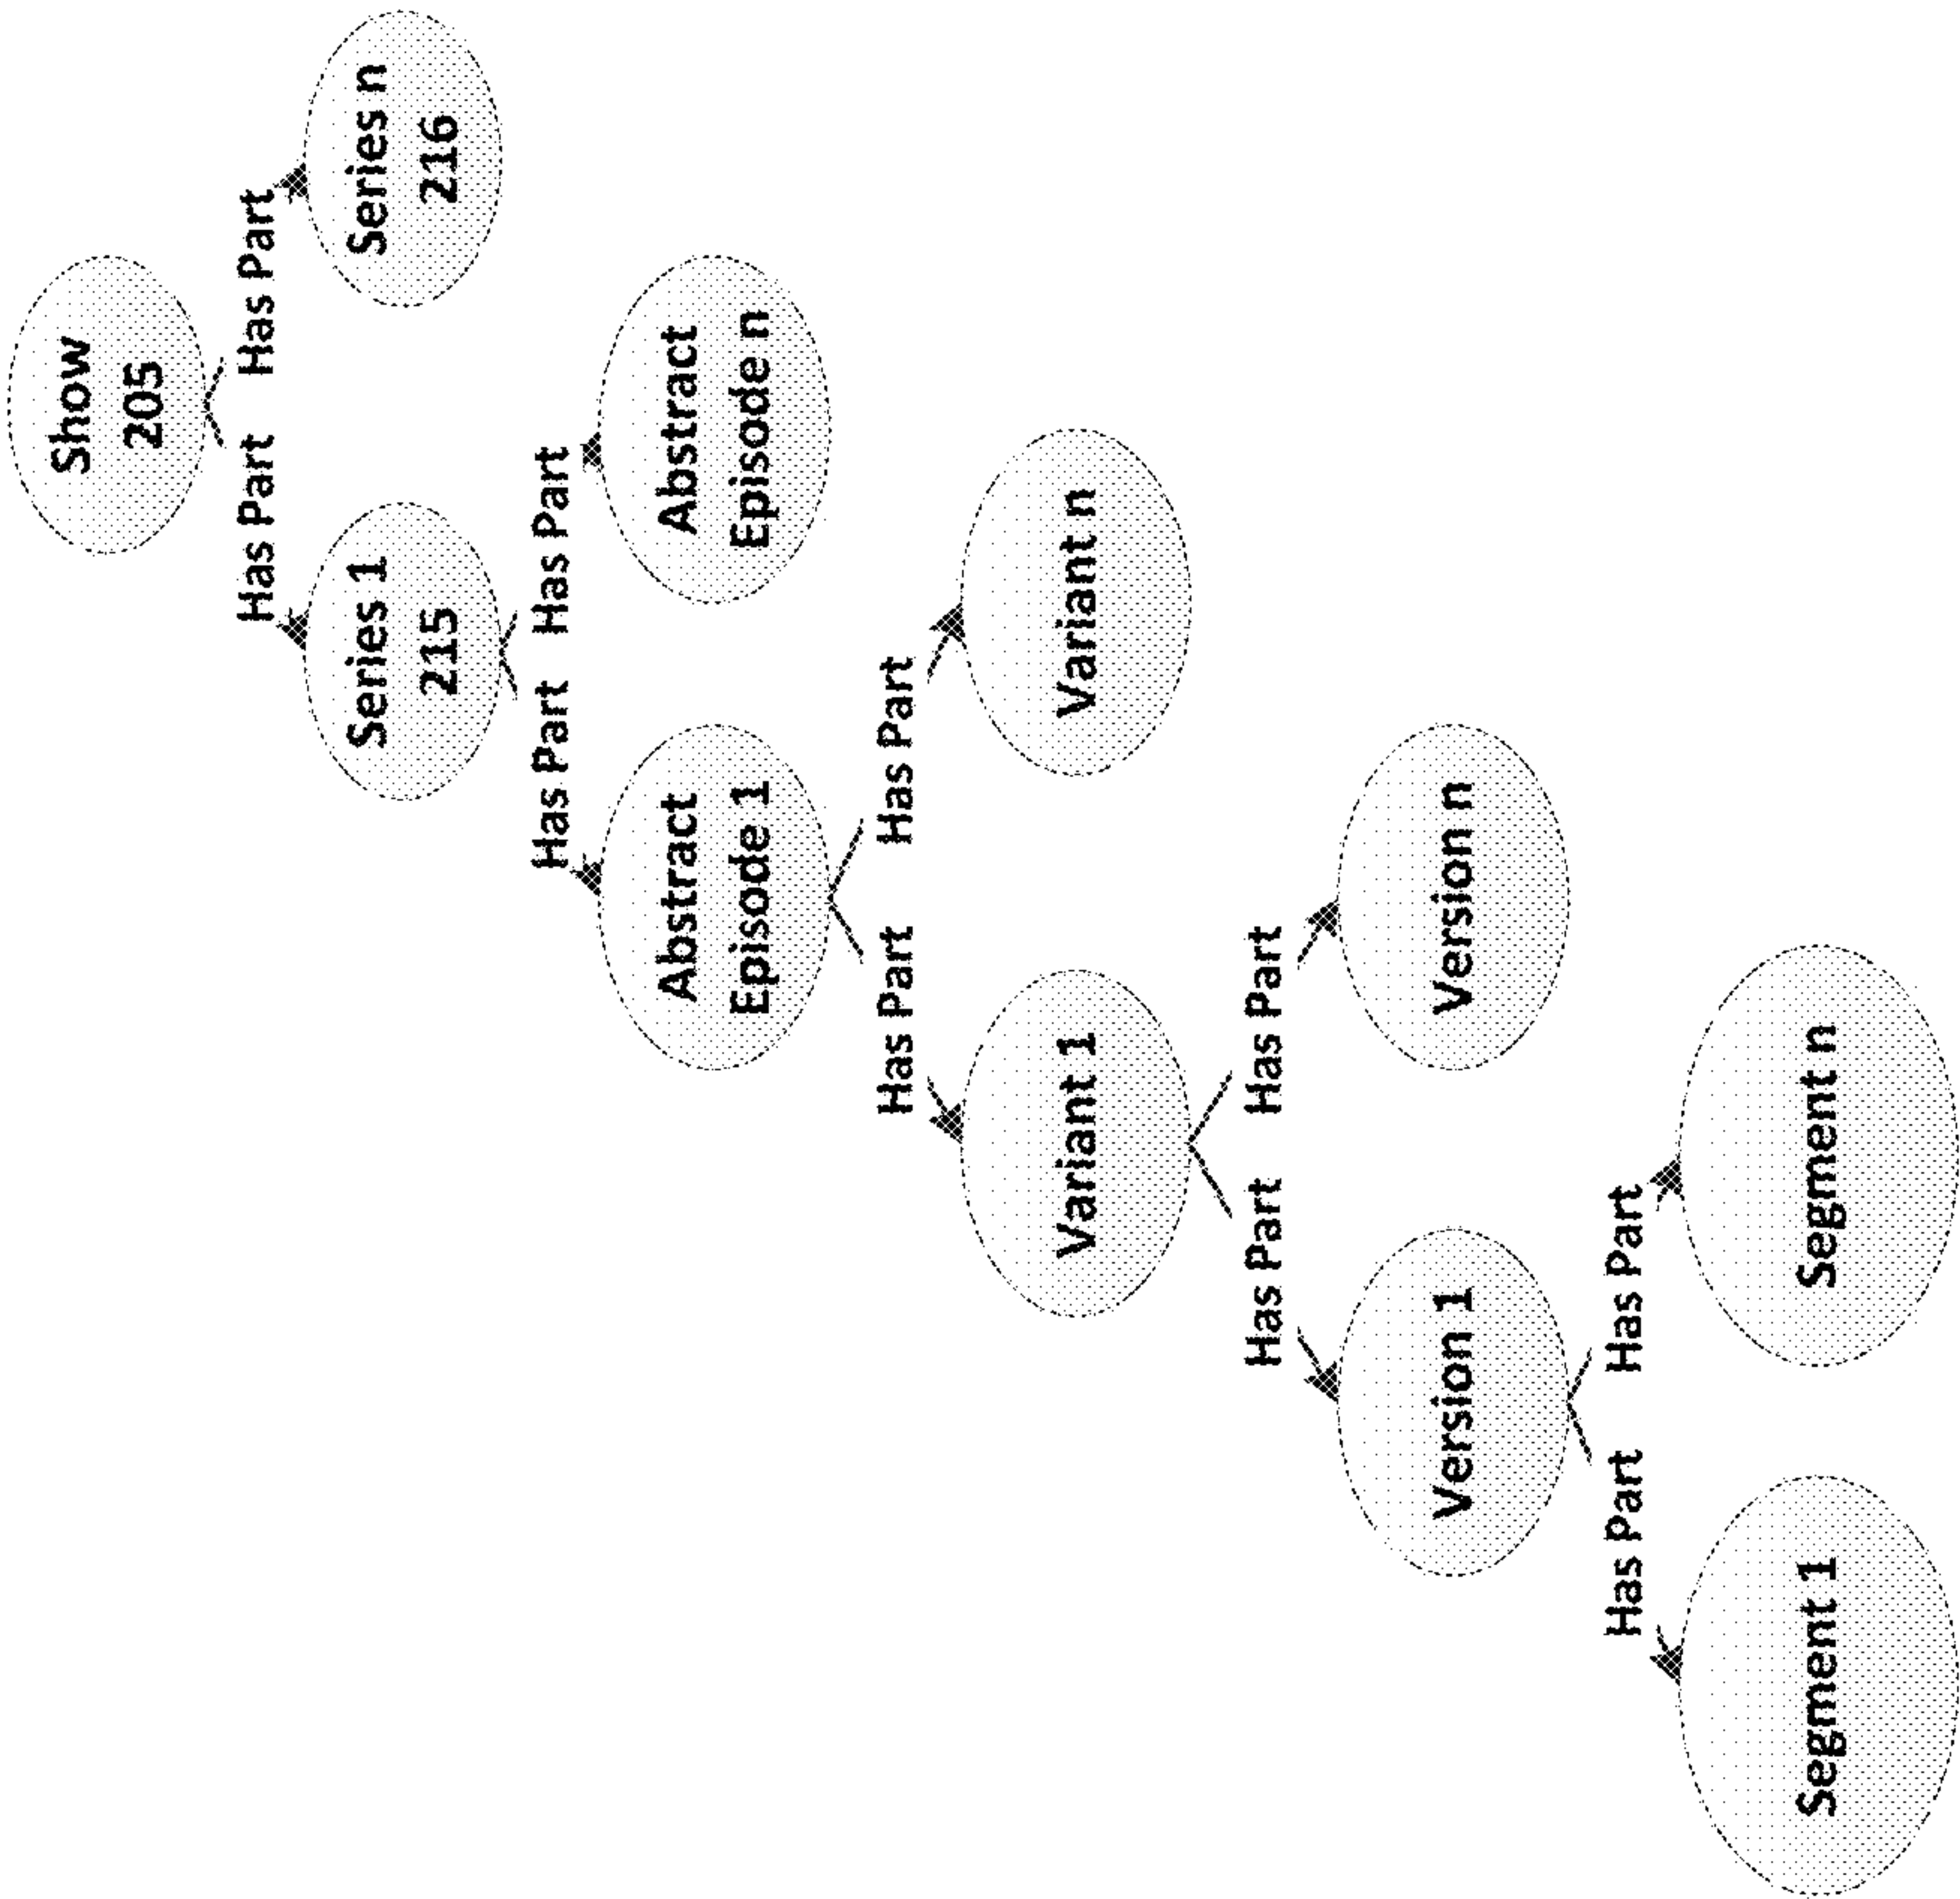 Show
205
Has Part
Has Part
Series 1
215
Series n
216
Has Part
Has Part
Abstract
Episode 1
Abstract
Episode n
Has Part
Has Part
Variant 1
Variant n
Has Part
Has Part
Version 1
Version n
Has Part
Has Part
Segment 1
Segment n